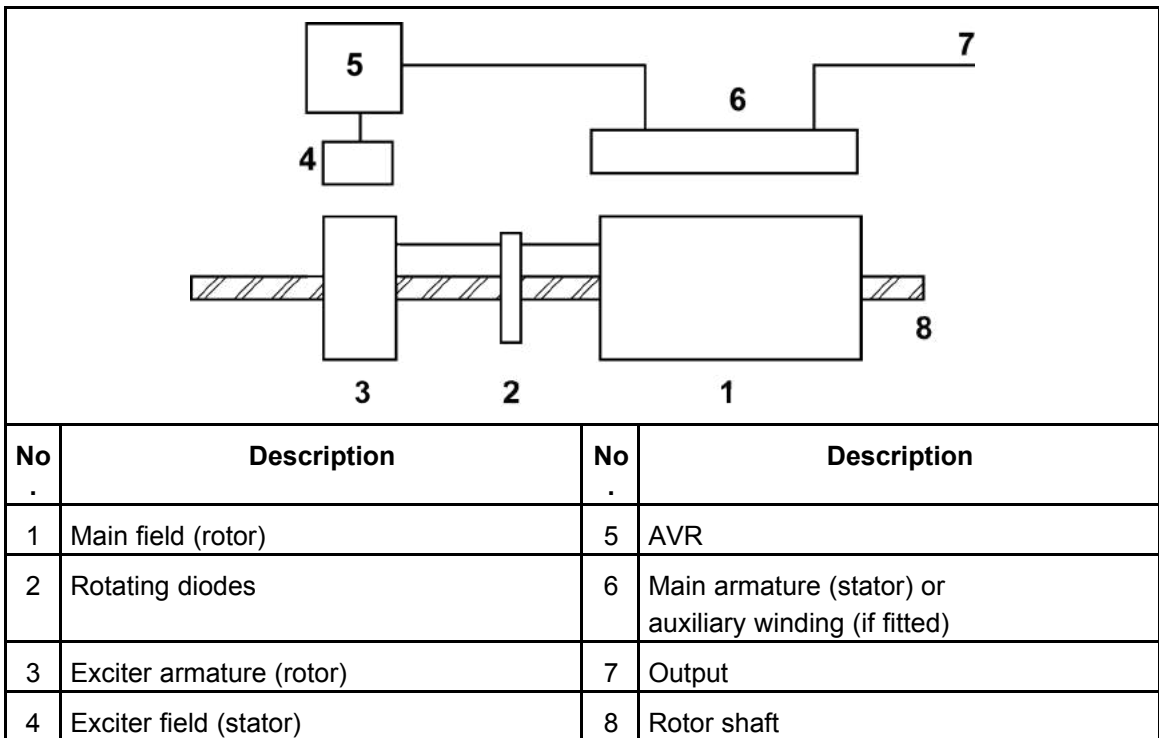 5
7
6
4
8
3
2
1
No
.
Description
No
.
Description
1
Main field (rotor)
5
AVR
2
Rotating diodes
6
Main armature (stator) or
auxiliary winding (if fitted)
3
Exciter armature (rotor)
7
Output
4
Exciter field (stator)
8
Rotor shaft